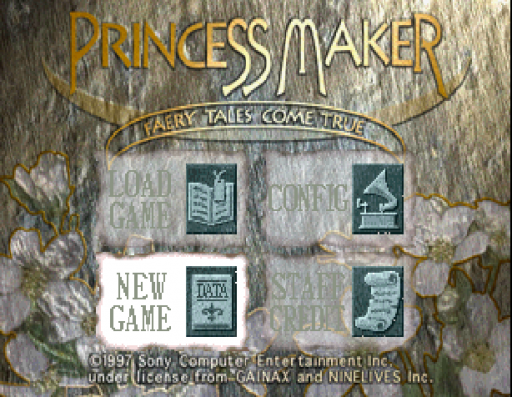 PRINCESS MAKER
FAERY TALES COME TRUE
LOAD
GAME
CONFIG
NEW
GAME
DATA
STAFF
CREDIT
©1997 Sony Computer Entertainment Inc.
under license from GAINAX and NINELIVES Inc.